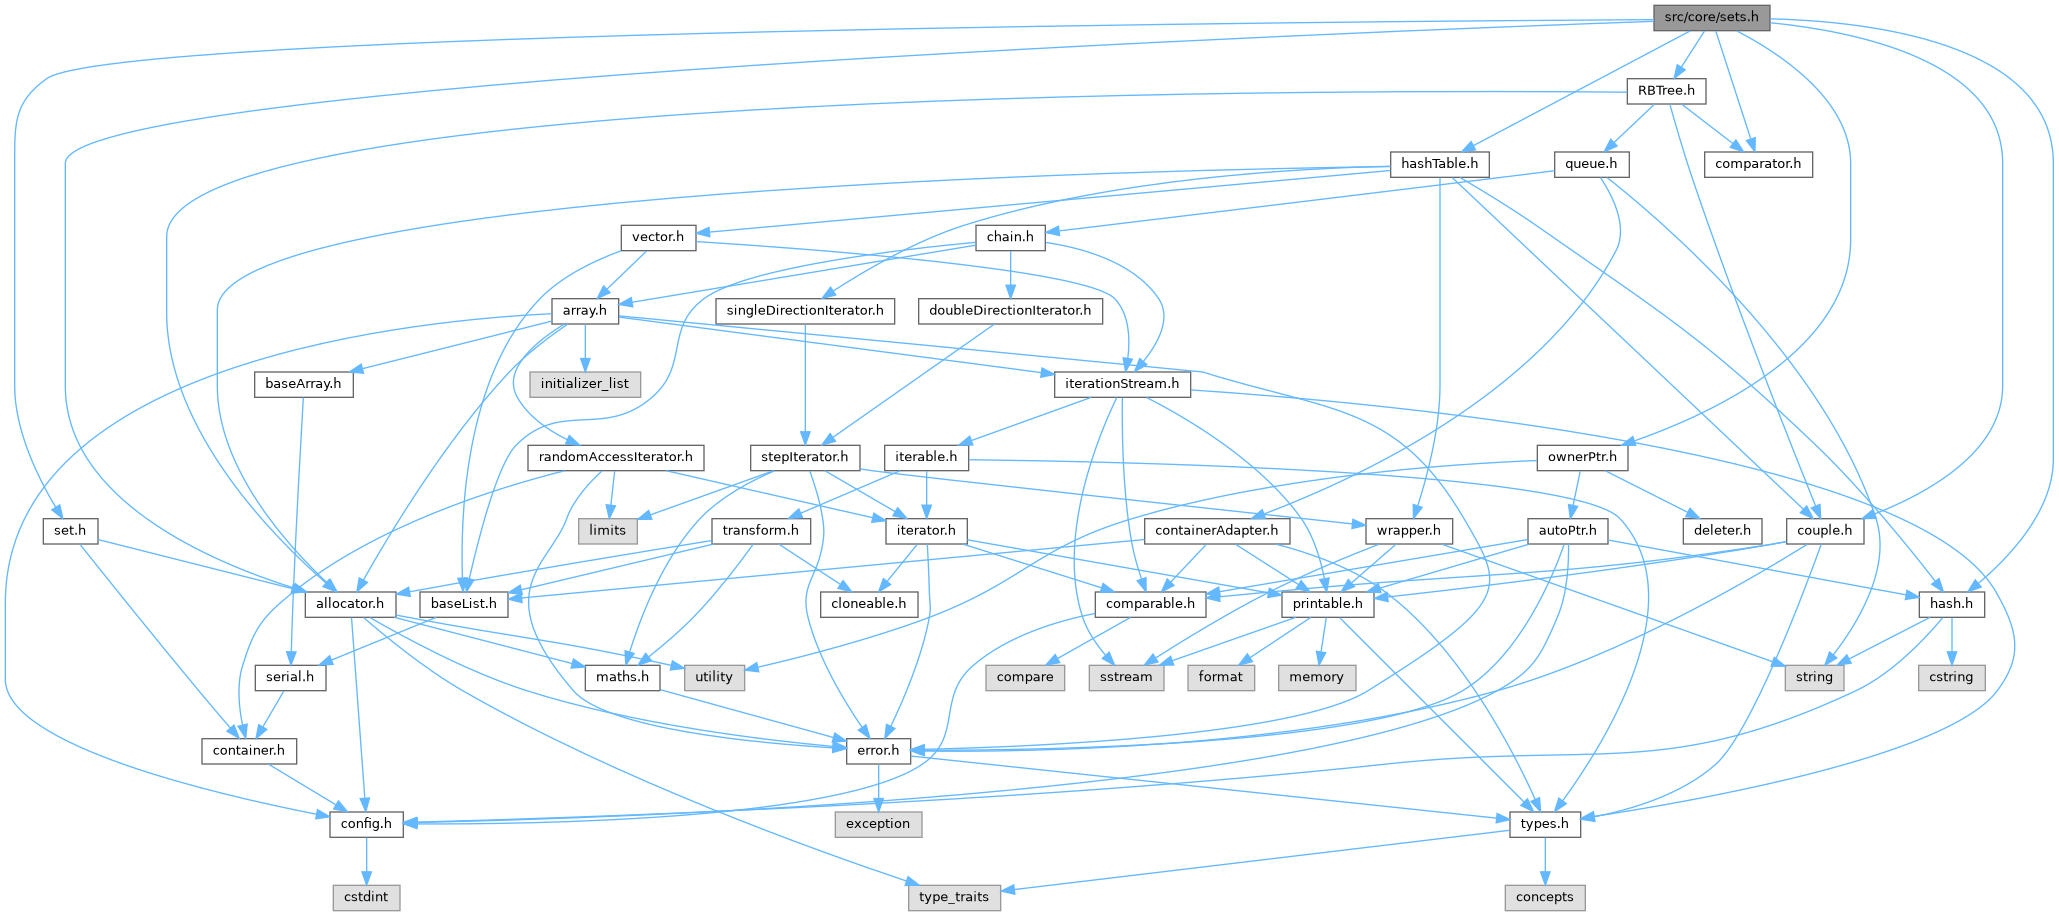 src/core/sets.h
RBTree.h
hashTable.h
queue.h
comparator.h
vector.h
chain.h
array.h
singleDirectionIterator.h
doubleDirectionIterator.h
baseArray.h
initializer_list
iterationStream.h
randomAccessIterator.h
stepIterator.h
iterable.h
ownerPtr.h
set.h
limits
transform.h
iterator.h
containerAdapter.h
wrapper.h
autoPtr.h
deleter.h
couple.h
allocator.h
baseList.h
cloneable.h
comparable.h
printable.h
hash.h
serial.h
maths.h
utility
compare
sstream
format
memory
string
cstring
container.h
error.h
config.h
exception
types.h
cstdint
type_traits
concepts